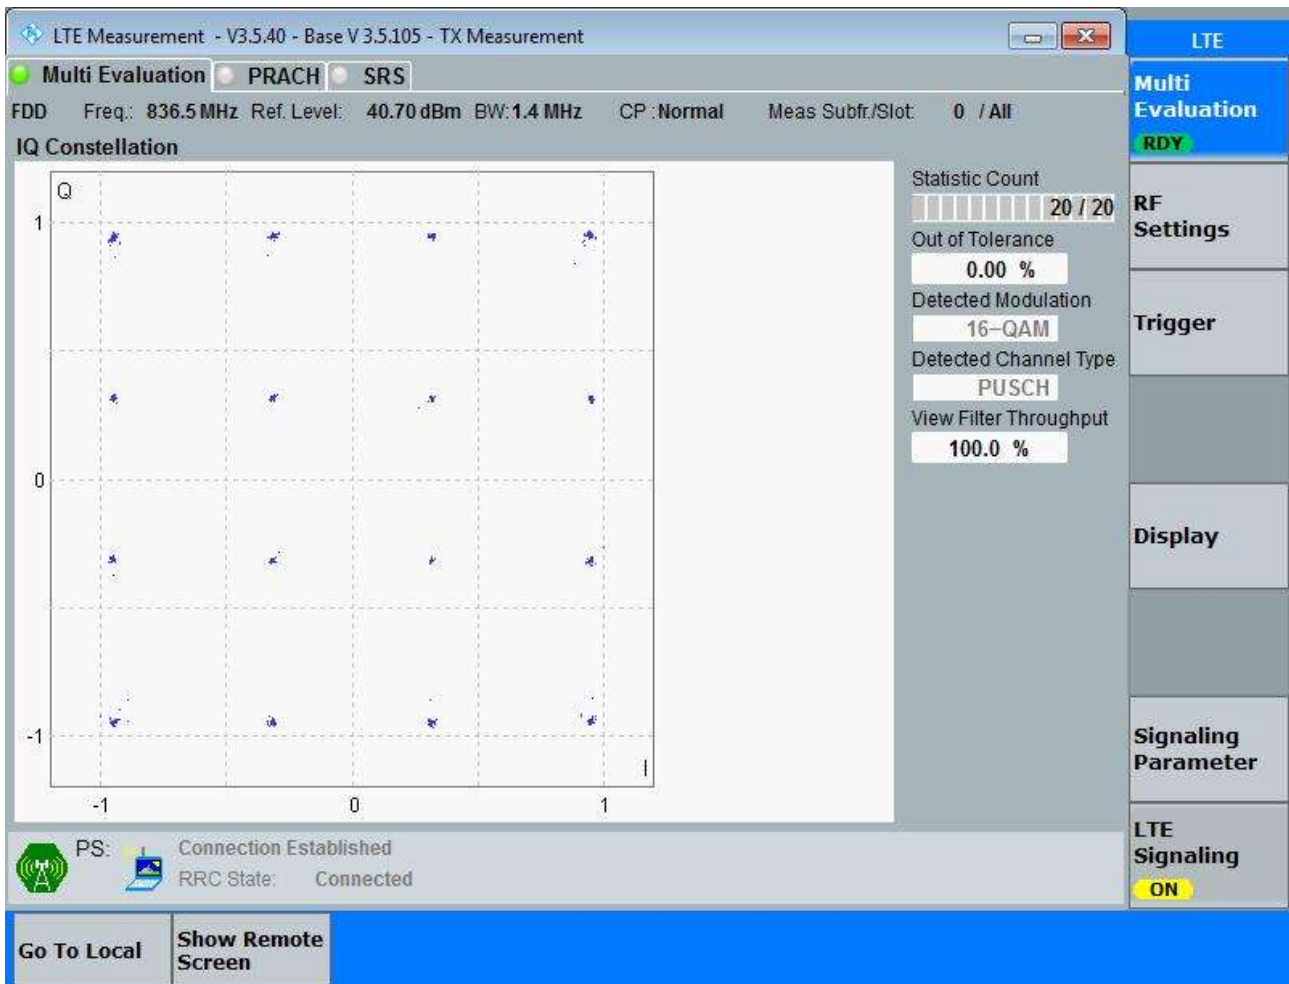 LTE Measurement - V3.5.40 - Base V 3.5.105 - TX Measurement
LTE
Multi Evaluation PRACH SRS
Multi
Evaluation
RDY
FDD Freq.: 836.5 MHz Ref. Level: 40.70 dBm BW: 1.4 MHz CP : Normal Meas Subfr./Slot: 0 / All
IQ Constellation
Q
1
0
-1
-1 0 1
I
Statistic Count
20 / 20
Out of Tolerance
0.00 %
Detected Modulation
16-QAM
Detected Channel Type
PUSCH
View Filter Throughput
100.0 %
RF
Settings
Trigger
Display
Signaling
Parameter
LTE
Signaling
ON
PS: Connection Established
RRC State: Connected
Go To Local
Show Remote
Screen